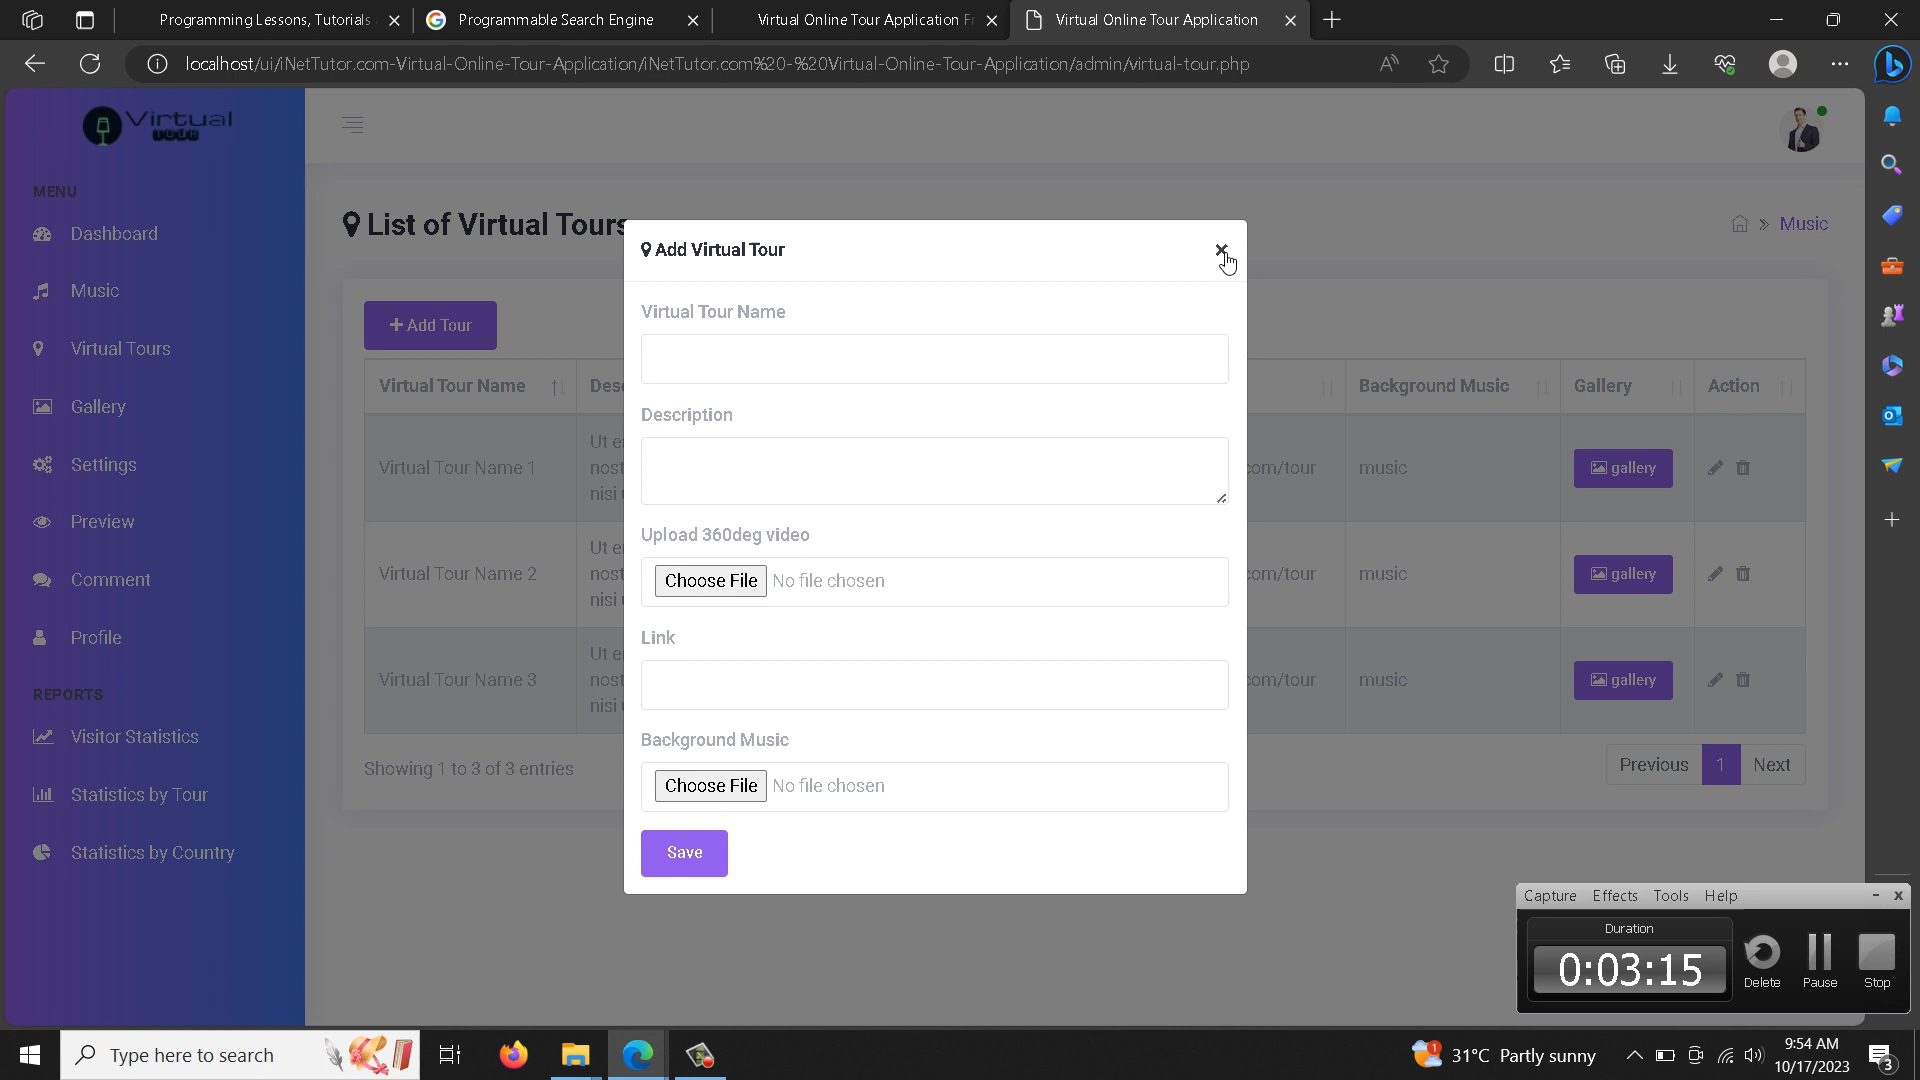 Programming Lessons, Tutorials
Programmable Search Engine
Virtual Online Tour Application
Virtual Online Tour Application
localhost/ui/iNetTutor.com-Virtual-Online-Tour-Application/iNetTutor.com%20-%20Virtual-Online-Tour-Application/admin/virtual-tour.php
Virtual
TOUR
MENU
Dashboard
Music
Virtual Tours
Gallery
Settings
Preview
Comment
Profile
REPORTS
Visitor Statistics
Statistics by Tour
Statistics by Country
List of Virtual Tours
» Music
+ Add Tour
Virtual Tour Name
Background Music
Gallery
Action
Virtual Tour Name 1
com/tour
music
gallery
Virtual Tour Name 2
com/tour
music
gallery
Virtual Tour Name 3
com/tour
music
gallery
Showing 1 to 3 of 3 entries
Previous 1 Next
Add Virtual Tour
Virtual Tour Name
Description
Upload 360deg video
Choose File No file chosen
Link
Background Music
Choose File No file chosen
Save
Capture Effects Tools Help
Duration
0:03:15
Delete Pause Stop
Type here to search
1
31°C Partly sunny
9:54 AM
10/17/2023
3